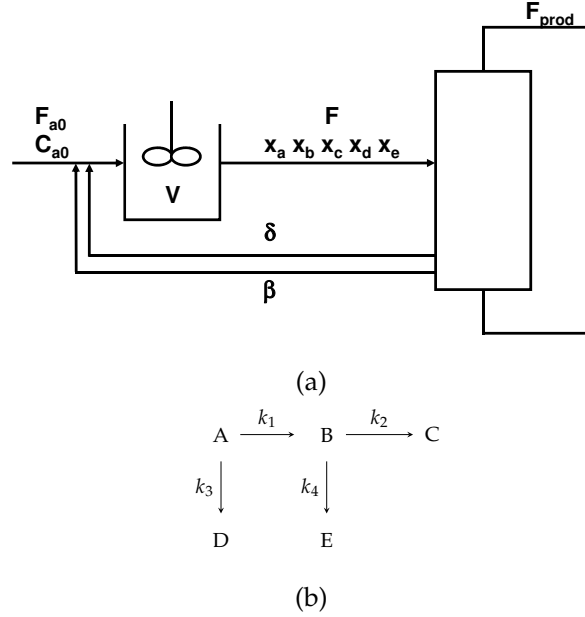 F_prod
F_a0
C_a0
F
x_a x_b x_c x_d x_e
V
δ
β
(a)
k_1 k_2
A B C
k_3 k_4
D E
(b)